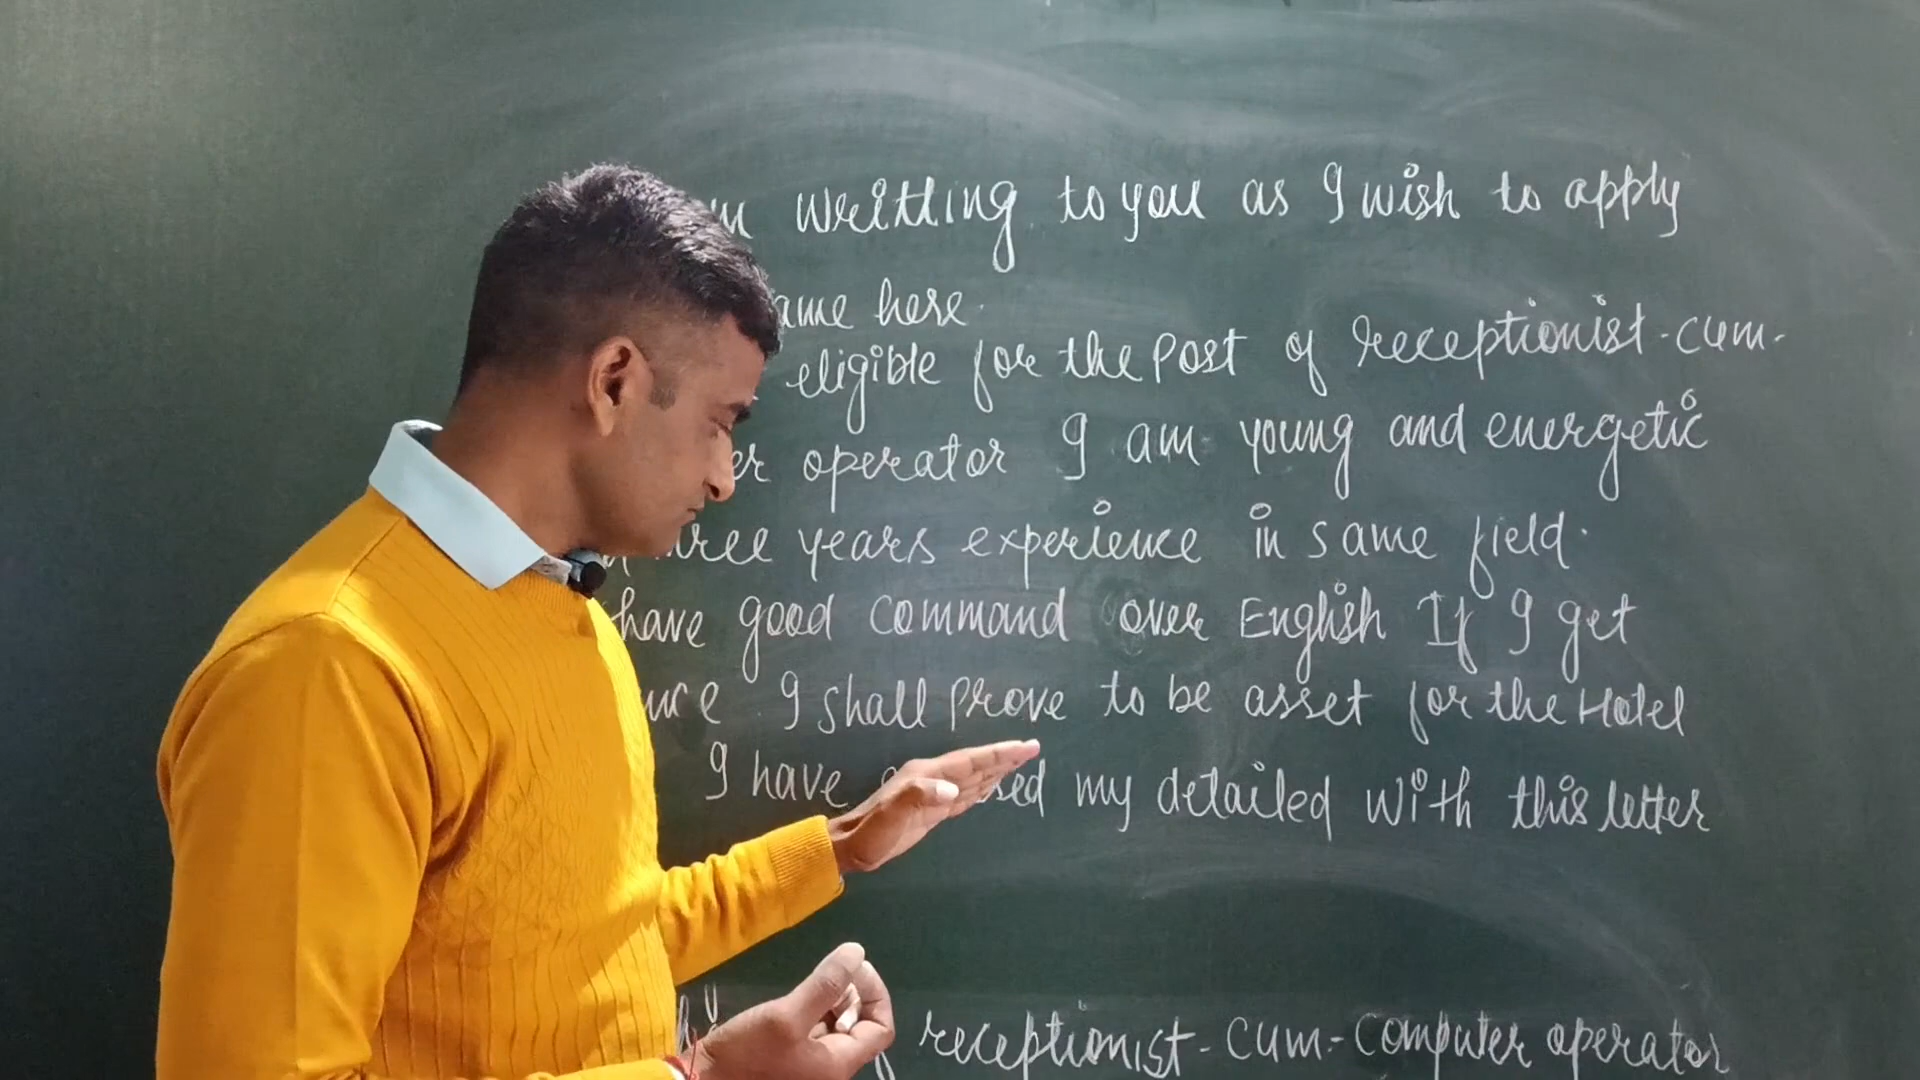 writting to you as I wish to apply
here.
eligible for the Post of receptionist-cum-
operator I am young and energetic
years experience in same field.
have good command over English If I get
I shall prove to be asset for the Hotel
I have my detailed with this letter
receptionist-cum-computer operator